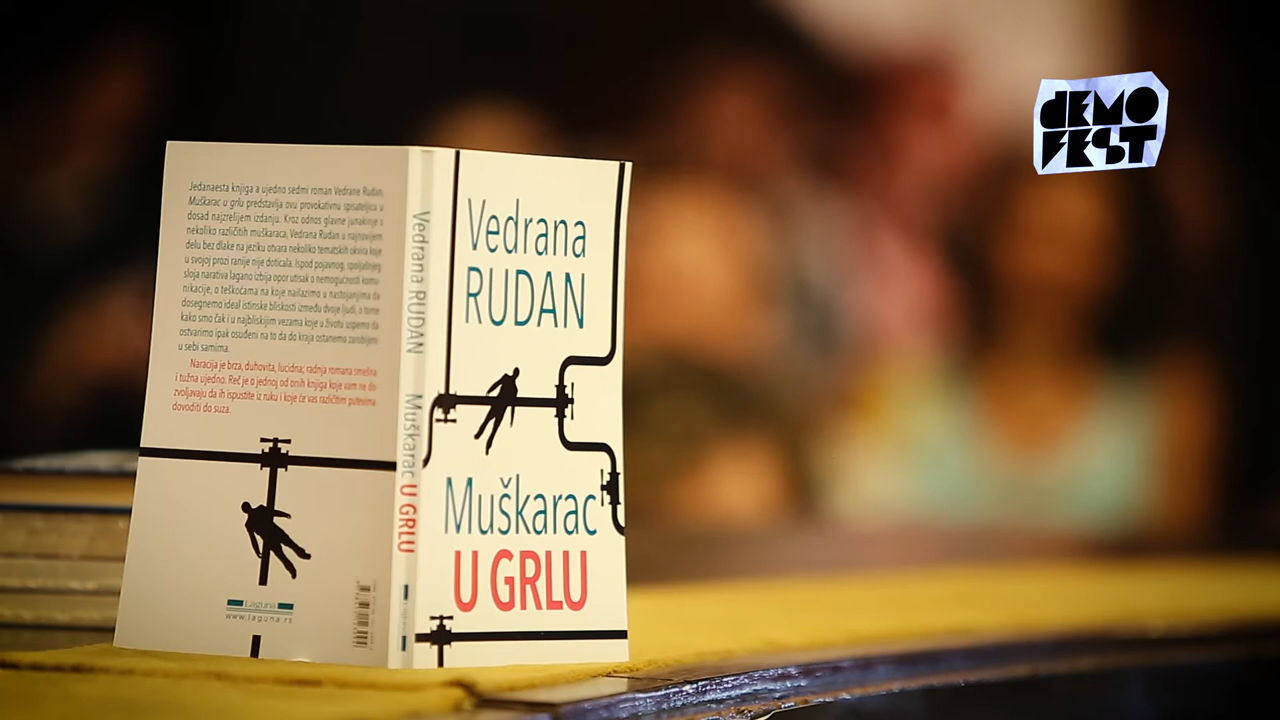 Jedanaesta knjiga a ujedno sedmi roman Vedrane Rudan,
Muškarac u grlu predstavlja ovu provokativnu spisateljicu u
dosad najzrelijem izdanju. Kroz odnos glavne junakinje s
nekoliko različitih muškaraca, Vedrana Rudan u najnovijem
delu bez dlake na jeziku otvara nekoliko tematskih okvira koje
u svojoj prozi ranije nije doticala. Ispod pojavnog, spoljašnjeg
sloja narativa lagano izbija opor utisak o nemogućnosti komu-
nikacije, o teškoćama na koje nailazimo u nastojanjima da
dosegnemo ideal istinske bliskosti između dvoje ljudi, o tome
kako smo čak i u najbliskijim vezama koje u životu uspemo da
ostvarimo ipak osuđeni na to da do kraja ostanemo zarobljeni
u sebi samima.
Naracija je brza, duhovita, lucidna; radnja romana smešna
i tužna ujedno. Reč je o jednoj od onih knjiga koje vam ne do-
zvoljavaju da ih ispustite iz ruku i koje će vas različitim putevima
dovoditi do suza.
Laguna
www.laguna.rs
Vedrana RUDAN
Muškarac U GRLU
Vedrana
RUDAN
Muškarac
U GRLU
DEMO
FEST